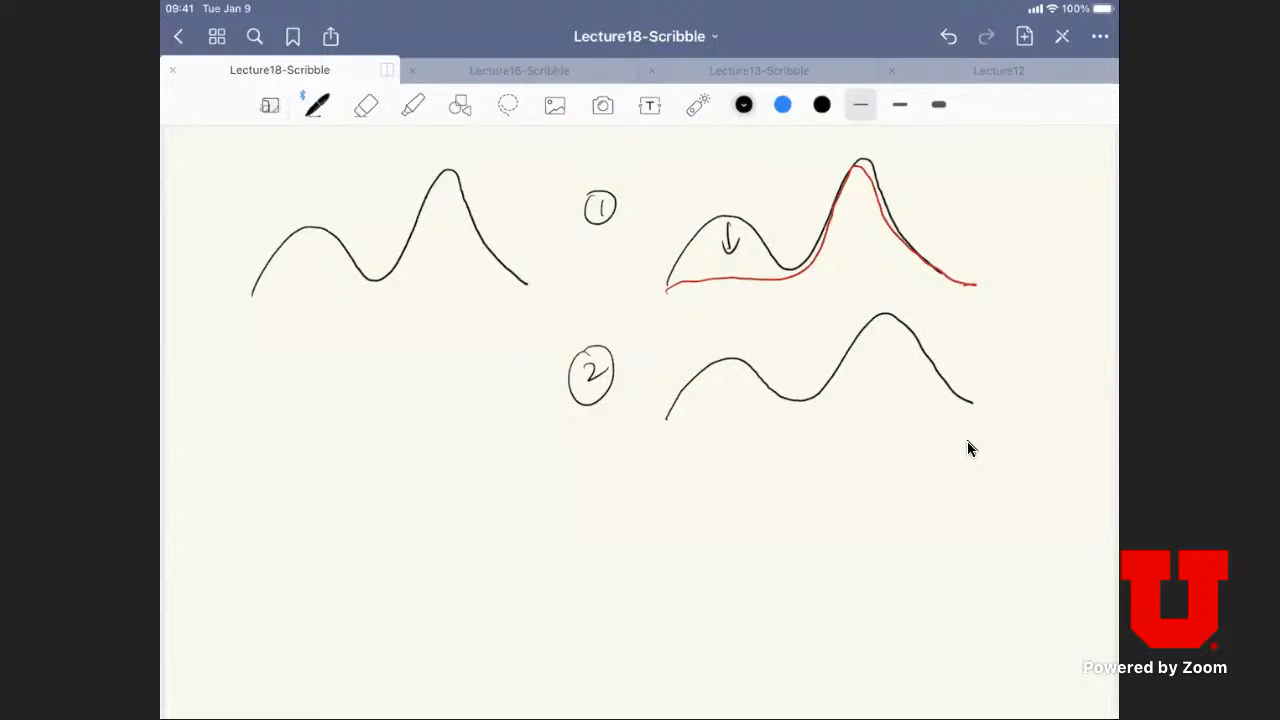 09:41 Tue Jan 9
100%
Lecture18-Scribble
Lecture18-Scribble
Lecture16-Scribble
Lecture13-Scribble
Lecture12
T
1
2
U
Powered by Zoom